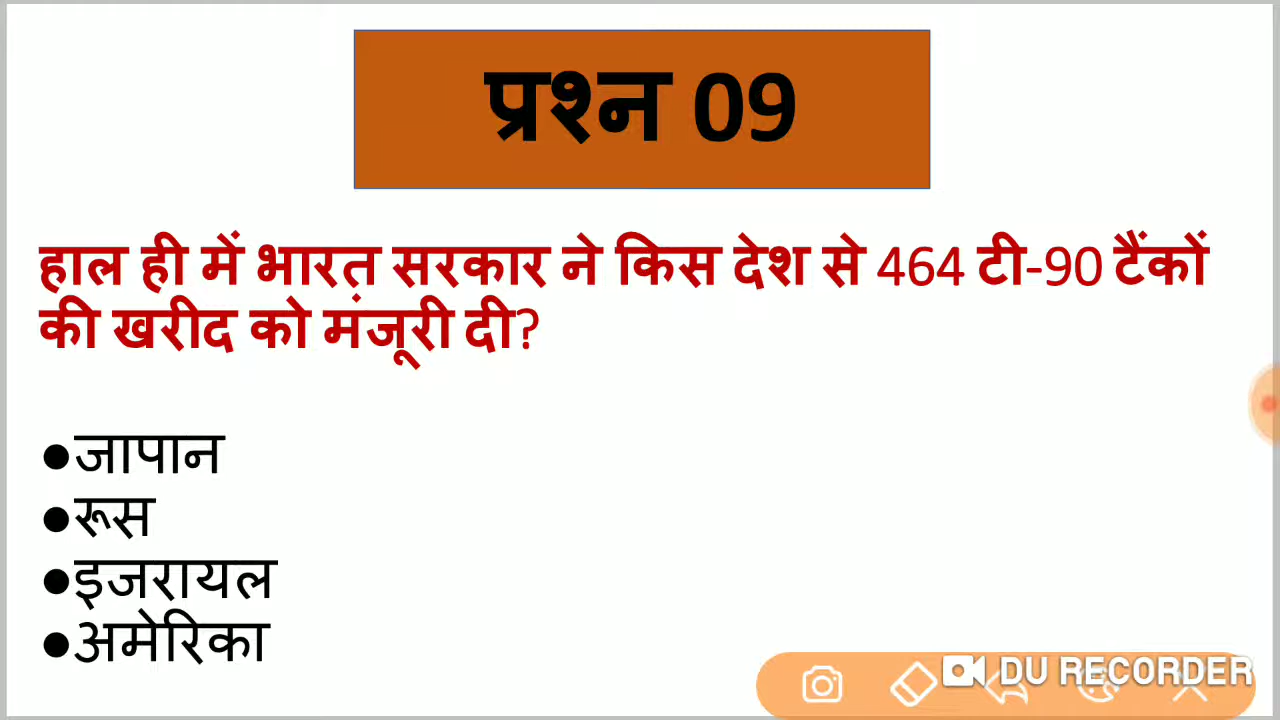 प्रश्न 09
हाल ही में भारत सरकार ने किस देश से 464 टी-90 टैंकों
की खरीद को मंजूरी दी?
●जापान
●रूस
●इजरायल
●अमेरिका
DU RECORDER